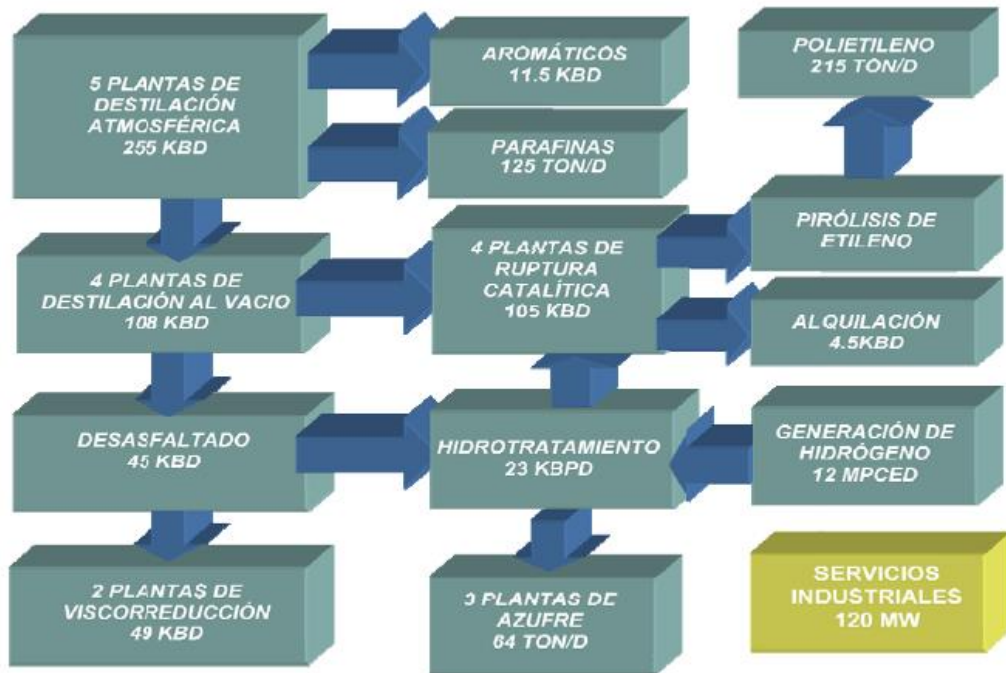 5 PLANTAS DE
DESTILACIÓN
ATMOSFÉRICA
255 KBD
AROMÁTICOS
11.5 KBD
POLIETILENO
215 TON/D
PARAFINAS
125 TON/D
4 PLANTAS DE
DESTILACIÓN AL VACIO
108 KBD
4 PLANTAS DE
RUPTURA
CATALÍTICA
105 KBD
PIRÓLISIS DE
ETILENO
ALQUILACIÓN
4.5KBD
DESASFALTADO
45 KBD
HIDROTRATAMIENTO
23 KBPD
GENERACIÓN DE
HIDRÓGENO
12 MPCED
2 PLANTAS DE
VISCORREDUCCIÓN
49 KBD
3 PLANTAS DE
AZUFRE
64 TON/D
SERVICIOS
INDUSTRIALES
120 MW